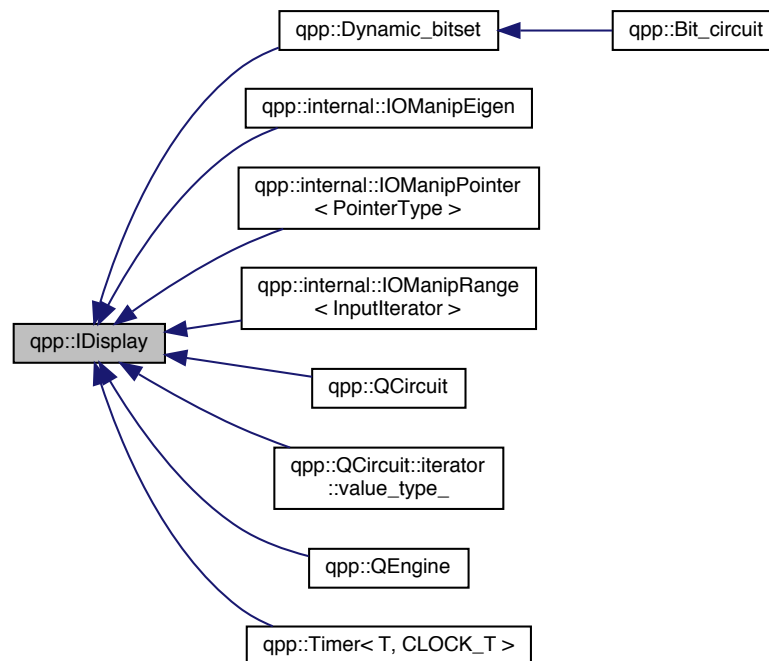 qpp::Dynamic_bitset
qpp::Bit_circuit
qpp::internal::IOManipEigen
qpp::internal::IOManipPointer
< PointerType >
qpp::internal::IOManipRange
< InputIterator >
qpp::IDisplay
qpp::QCircuit
qpp::QCircuit::iterator
::value_type_
qpp::QEngine
qpp::Timer< T, CLOCK_T >